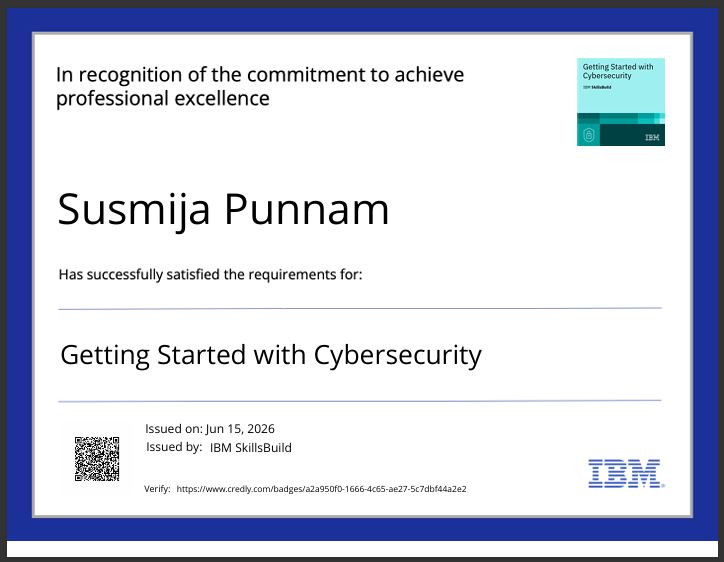 In recognition of the commitment to achieve
professional excellence
Getting Started with
Cybersecurity
IBM SkillsBuild
IBM
Susmija Punnam
Has successfully satisfied the requirements for:
Getting Started with Cybersecurity
Issued on: Jun 15, 2026
Issued by: IBM SkillsBuild
Verify: https://www.credly.com/badges/a2a950f0-1666-4c65-ae27-5c7dbf44a2e2
IBM